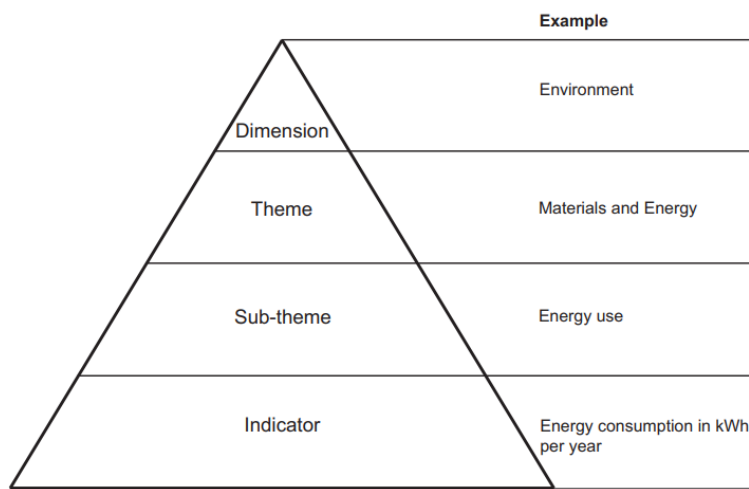 Example
Environment
Dimension
Theme
Materials and Energy
Sub-theme
Energy use
Indicator
Energy consumption in kWh
per year